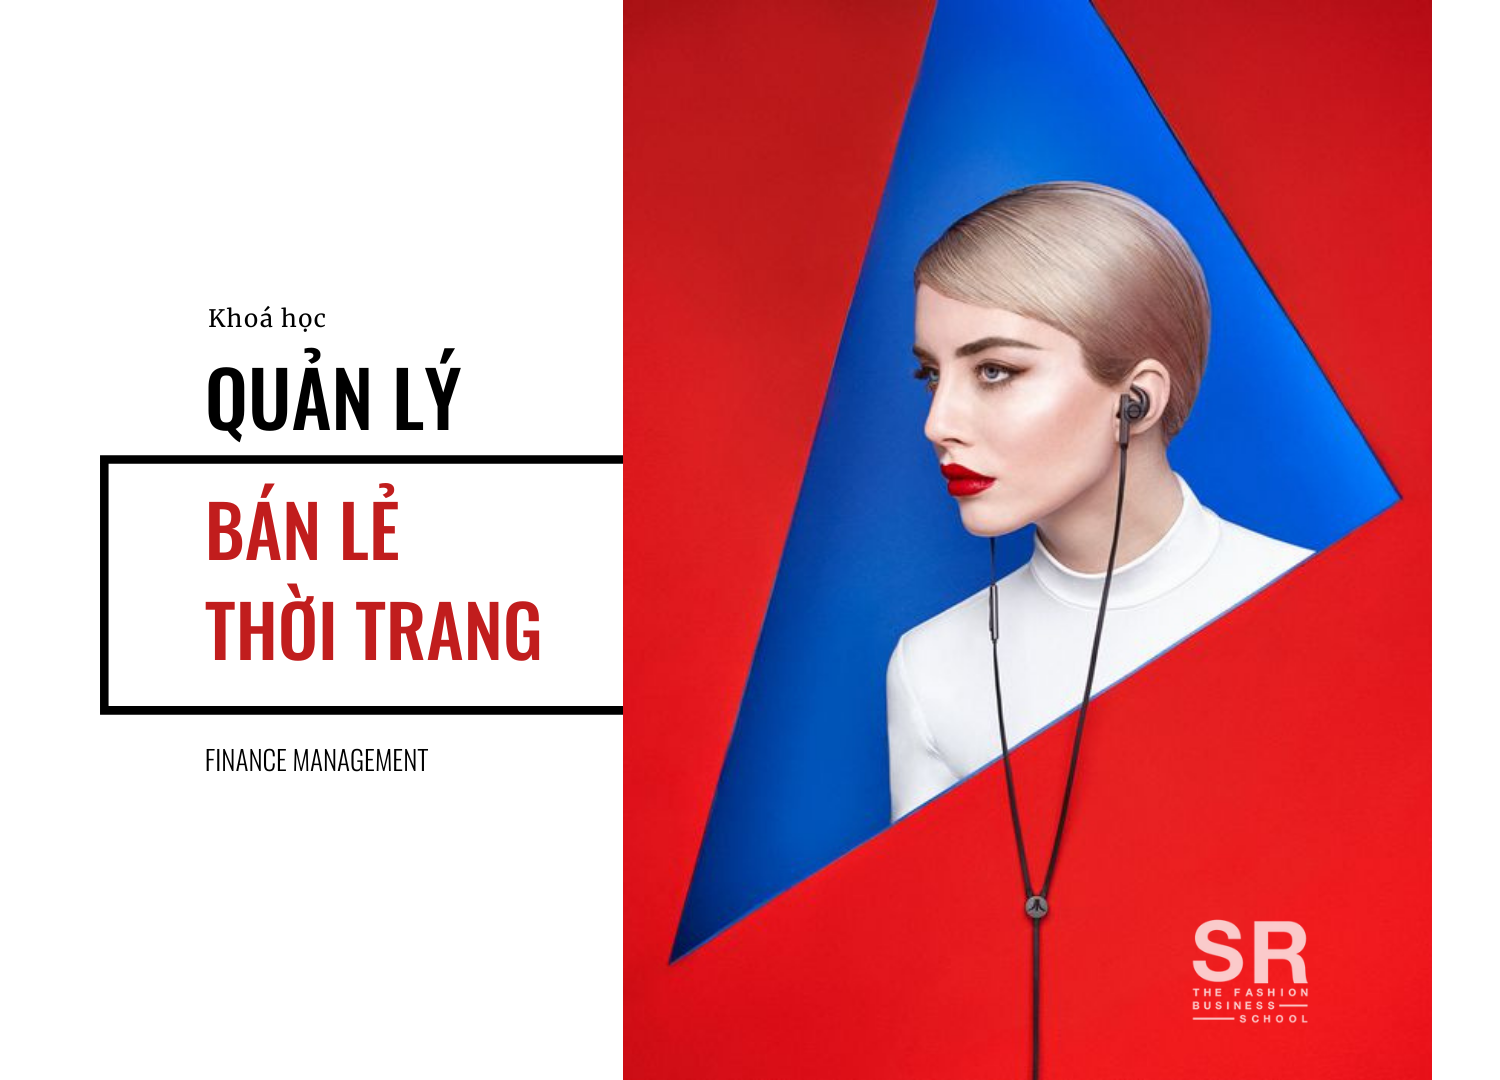 Khoá học
QUẢN LÝ
BÁN LẺ
THỜI TRANG
FINANCE MANAGEMENT
SR
THE FASHION
BUSINESS
SCHOOL